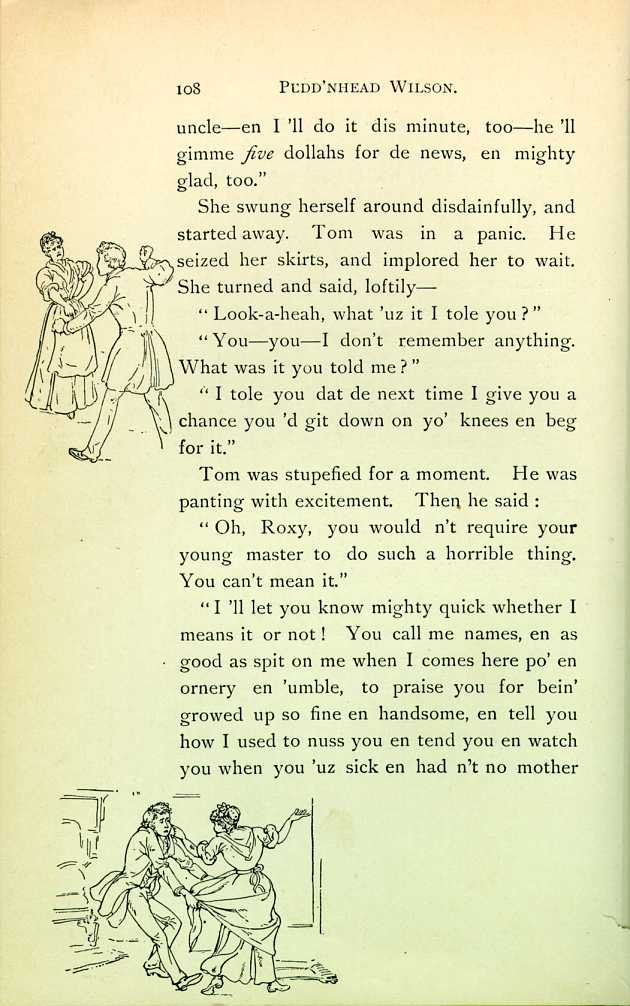 108 PUDD'NHEAD WILSON.
uncle—en I 'll do it dis minute, too—he 'll
gimme five dollahs for de news, en mighty
glad, too."
She swung herself around disdainfully, and
started away. Tom was in a panic. He
seized her skirts, and implored her to wait.
She turned and said, loftily—
"Look-a-heah, what 'uz it I tole you?"
"You—you—I don't remember anything.
What was it you told me?"
"I tole you dat de next time I give you a
chance you 'd git down on yo' knees en beg
for it."
Tom was stupefied for a moment. He was
panting with excitement. Then he said:
"Oh, Roxy, you would n't require your
young master to do such a horrible thing.
You can't mean it."
"I 'll let you know mighty quick whether I
means it or not! You call me names, en as
good as spit on me when I comes here po' en
ornery en 'umble, to praise you for bein'
growed up so fine en handsome, en tell you
how I used to nuss you en tend you en watch
you when you 'uz sick en had n't no mother